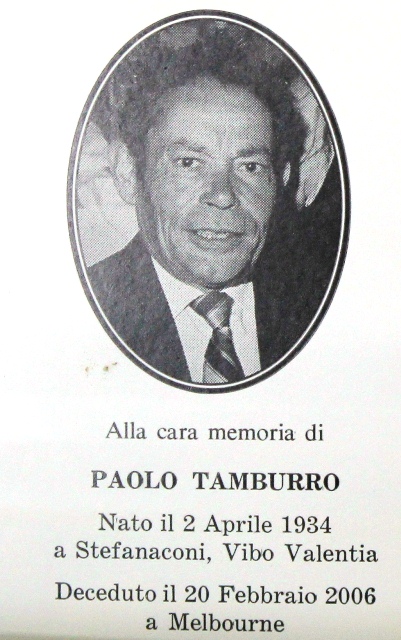 Alla cara memoria di
PAOLO TAMBURRO
Nato il 2 Aprile 1934
a Stefanaconi, Vibo Valentia
Deceduto il 20 Febbraio 2006
a Melbourne